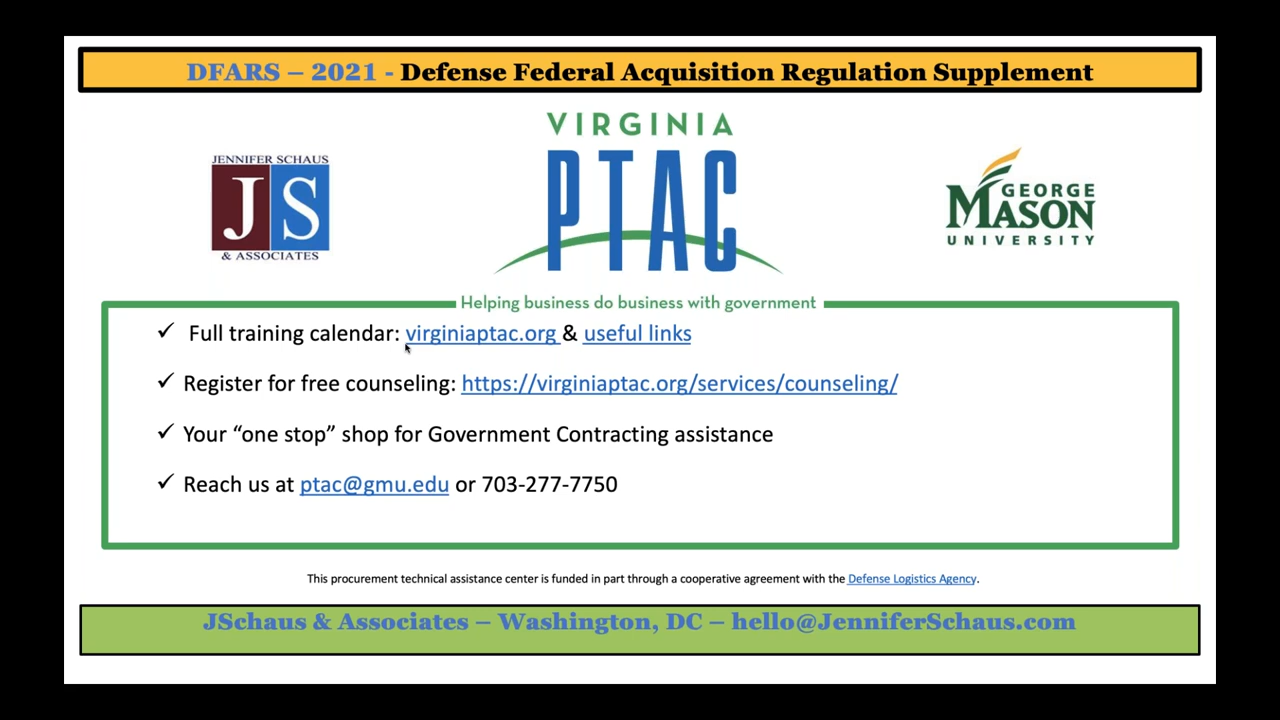 DFARS – 2021 - Defense Federal Acquisition Regulation Supplement
JENNIFER SCHAUS
JS
& ASSOCIATES
VIRGINIA
PTAC
GEORGE
MASON
UNIVERSITY
Helping business do business with government
✓ Full training calendar: virginiaptac.org & useful links
✓ Register for free counseling: https://virginiaptac.org/services/counseling/
✓ Your “one stop” shop for Government Contracting assistance
✓ Reach us at ptac@gmu.edu or 703-277-7750
This procurement technical assistance center is funded in part through a cooperative agreement with the Defense Logistics Agency.
JSchaus & Associates – Washington, DC – hello@JenniferSchaus.com